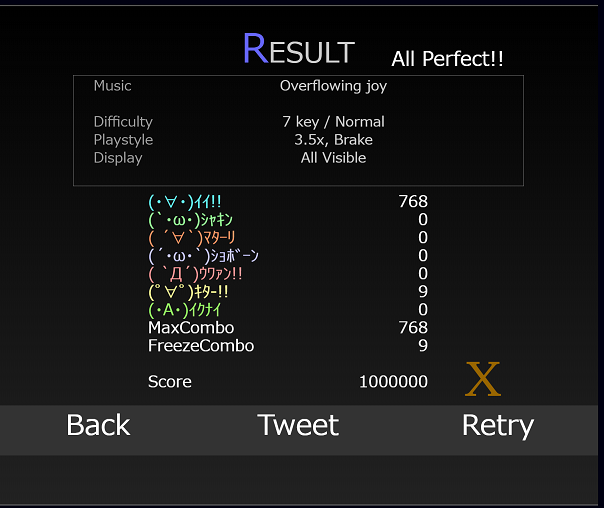 RESULT
All Perfect!!
Music Overflowing joy
Difficulty 7 key / Normal
Playstyle 3.5x, Brake
Display All Visible
(・∀・)ｲｲ!! 768
(`・ω・)ｼｬｷﾝ 0
( ´∀`)ﾏﾀｰﾘ 0
(´・ω・`)ｼｮﾎﾞｰﾝ 0
( `Д´)ｳﾜｧﾝ!! 0
(ﾟ∀ﾟ)ｷﾀ-!! 9
(・A・)ｲｸﾅｲ 0
MaxCombo 768
FreezeCombo 9
Score 1000000 X
Back Tweet Retry